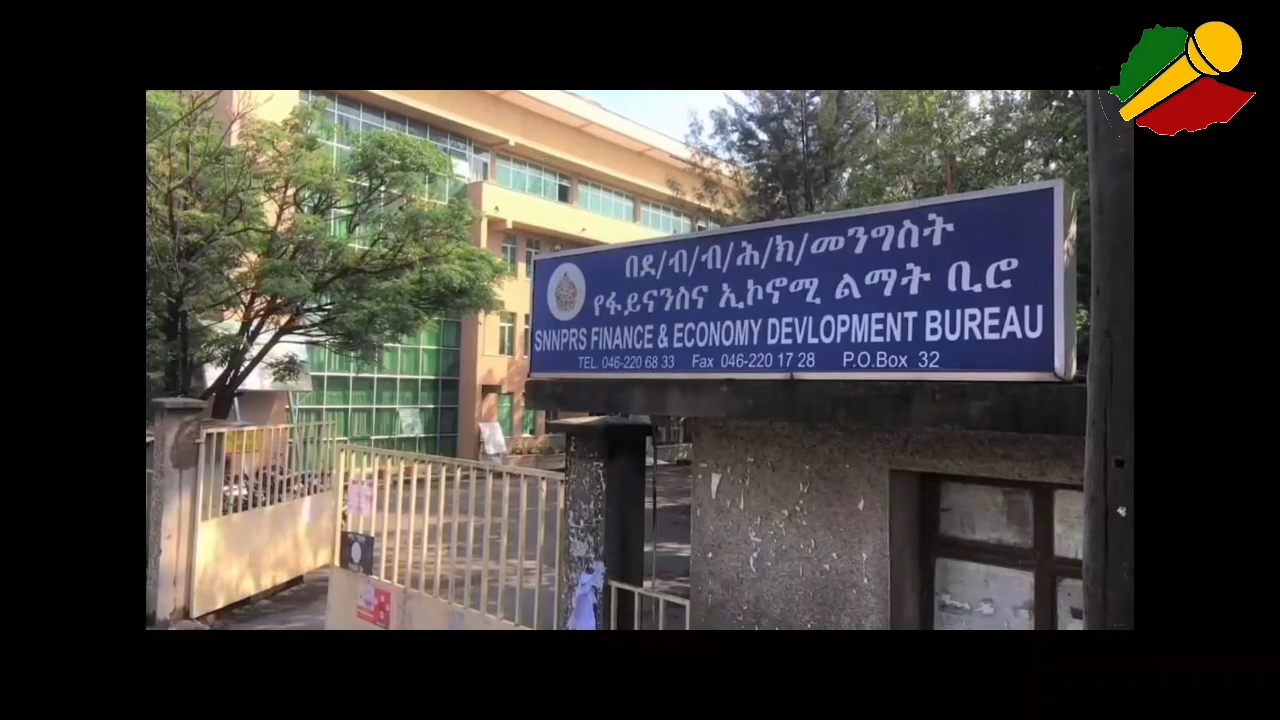 በደ/ብ/ብ/ሕ/ክ/መንግስት
የፋይናንስና ኢኮኖሚ ልማት ቢሮ
SNNPRS FINANCE & ECONOMY DEVLOPMENT BUREAU
TEL. 046-220 68 33 Fax 046-220 17 28 P.O.Box 32